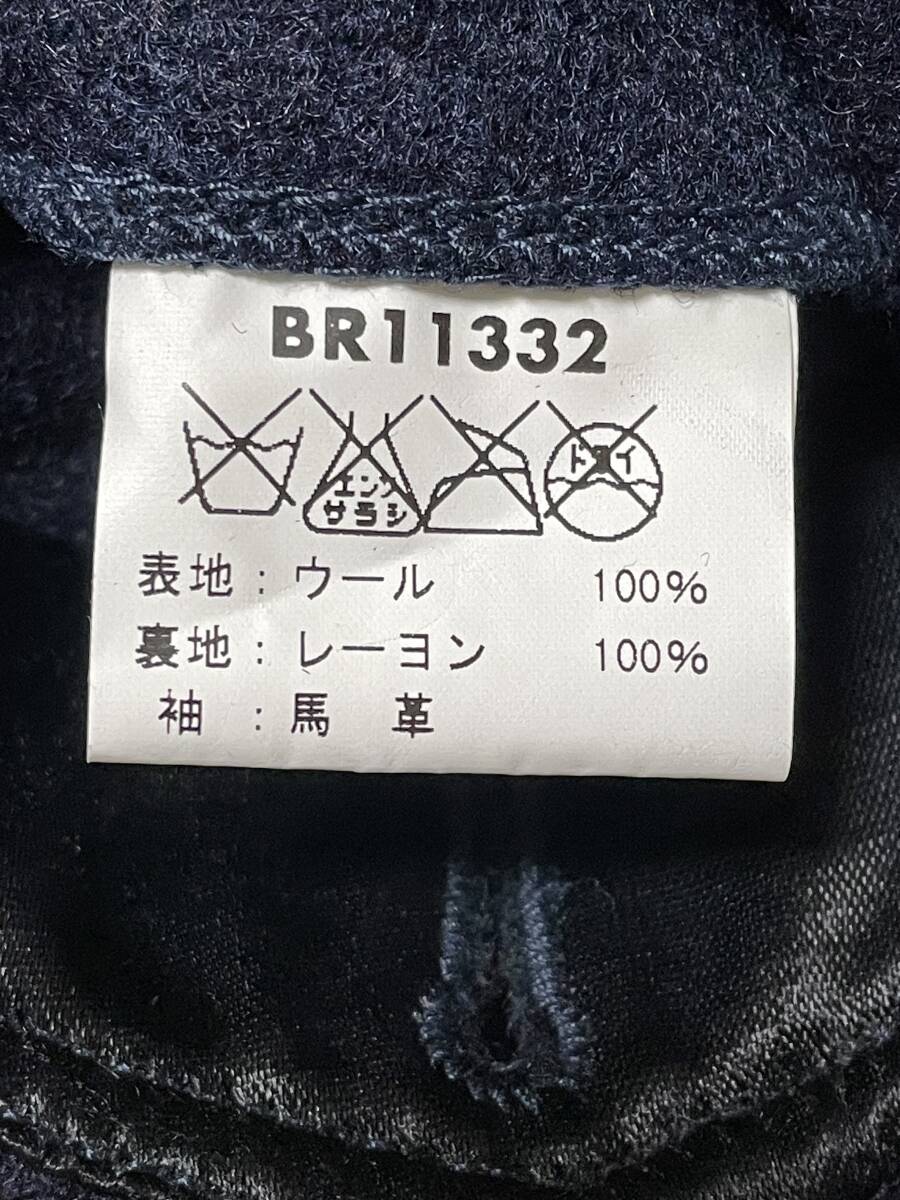 BR11332
エンソ サラシ ドライ
表地：ウール 100%
裏地：レーヨン 100%
袖：馬 革